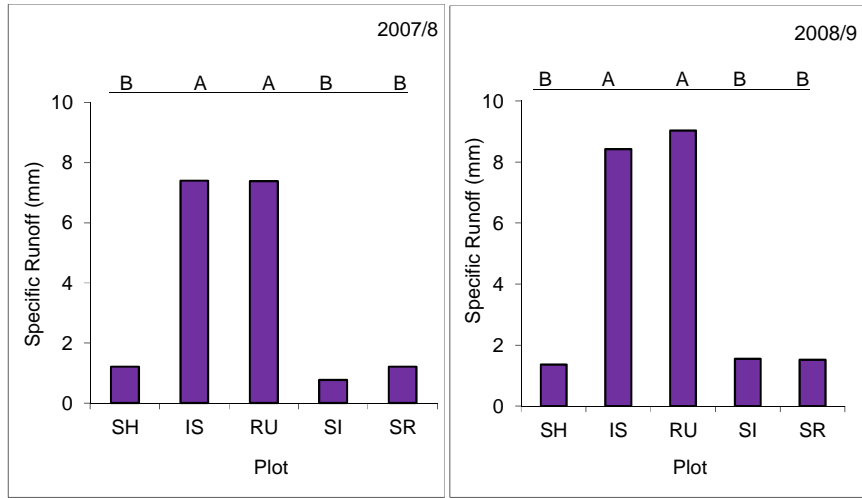 2007/8
B A A B B
Specific Runoff (mm)
10
8
6
4
2
0
SH IS RU SI SR
Plot
2008/9
B A A B B
Specific Runoff (mm)
10
8
6
4
2
0
SH IS RU SI SR
Plot